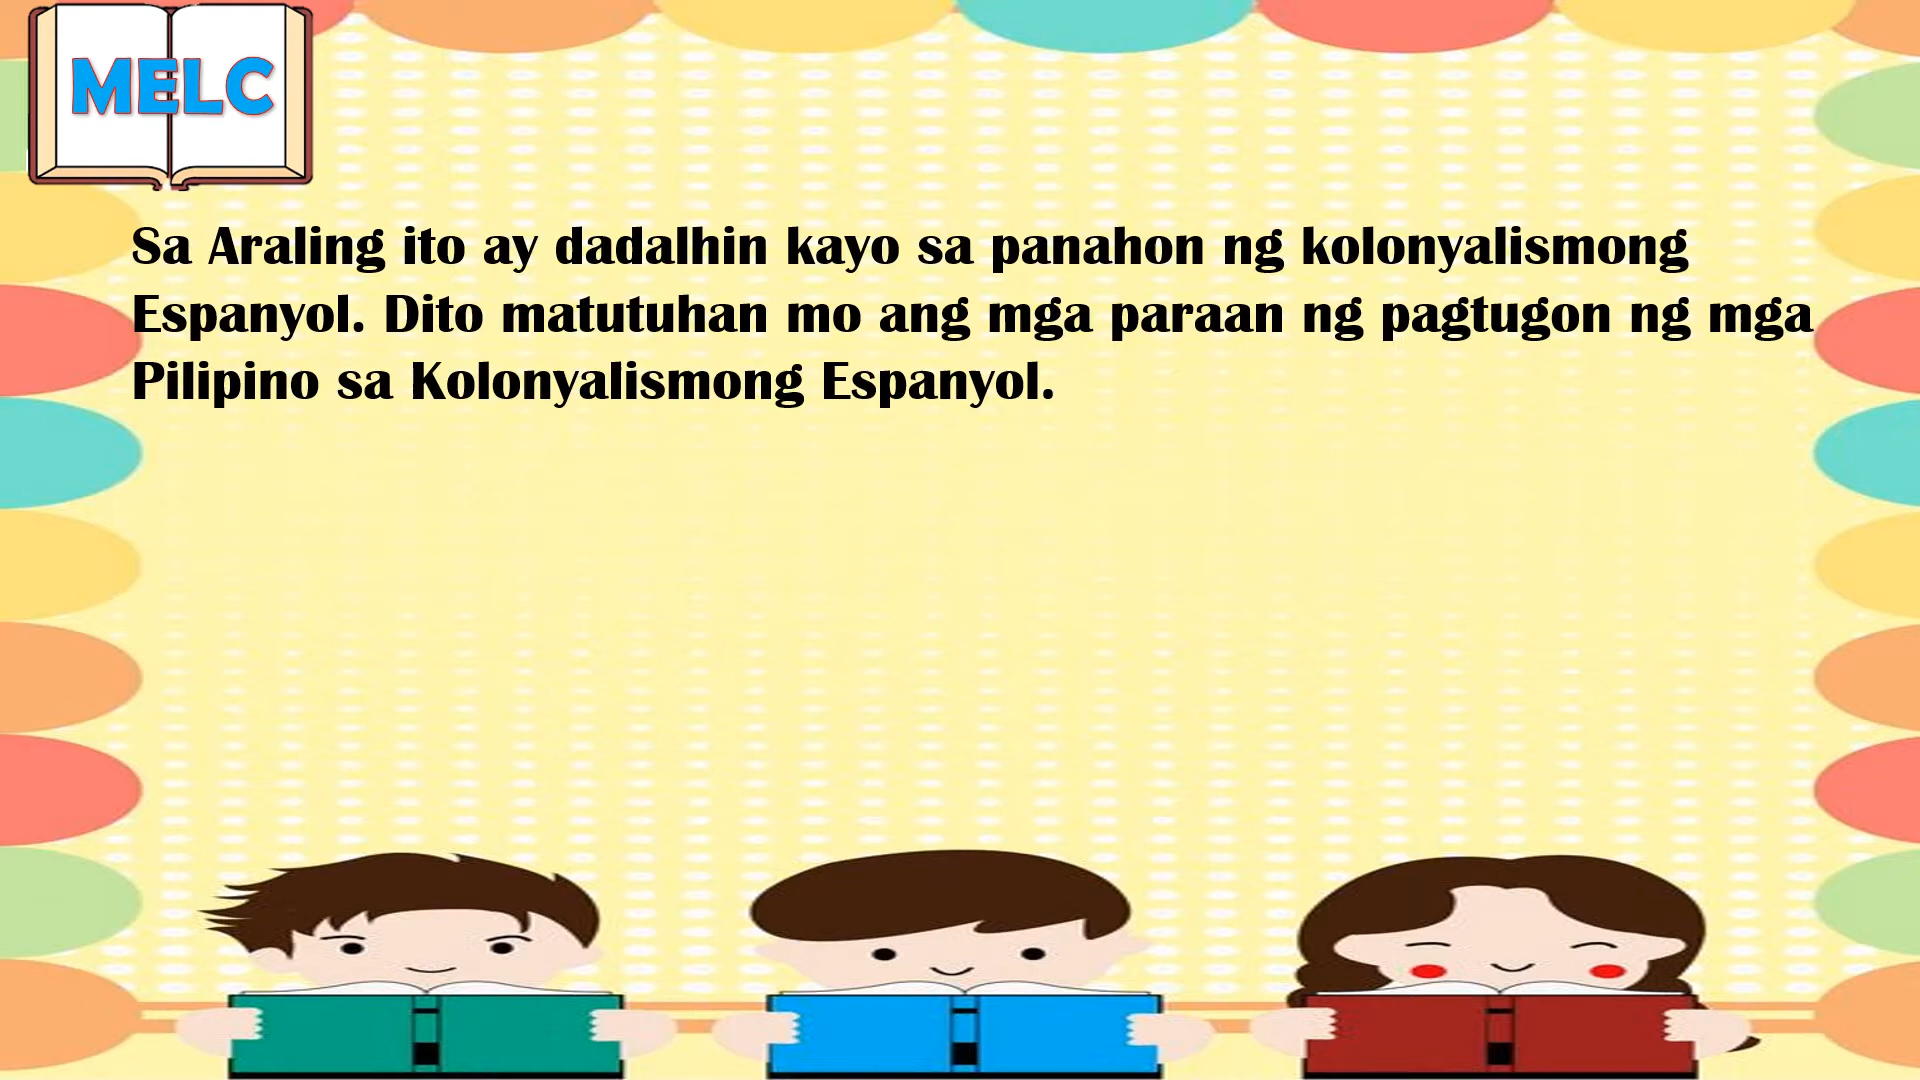 MELC
Sa Araling ito ay dadalhin kayo sa panahon ng kolonyalismong
Espanyol. Dito matutuhan mo ang mga paraan ng pagtugon ng mga
Pilipino sa Kolonyalismong Espanyol.